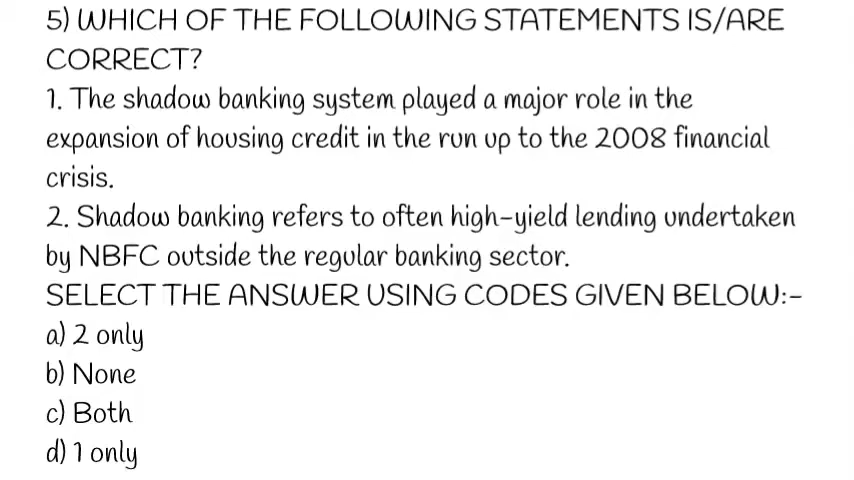 5) WHICH OF THE FOLLOWING STATEMENTS IS/ARE
CORRECT?
1. The shadow banking system played a major role in the
expansion of housing credit in the run up to the 2008 financial
crisis.
2. Shadow banking refers to often high-yield lending undertaken
by NBFC outside the regular banking sector.
SELECT THE ANSWER USING CODES GIVEN BELOW:-
a) 2 only
b) None
c) Both
d) 1 only